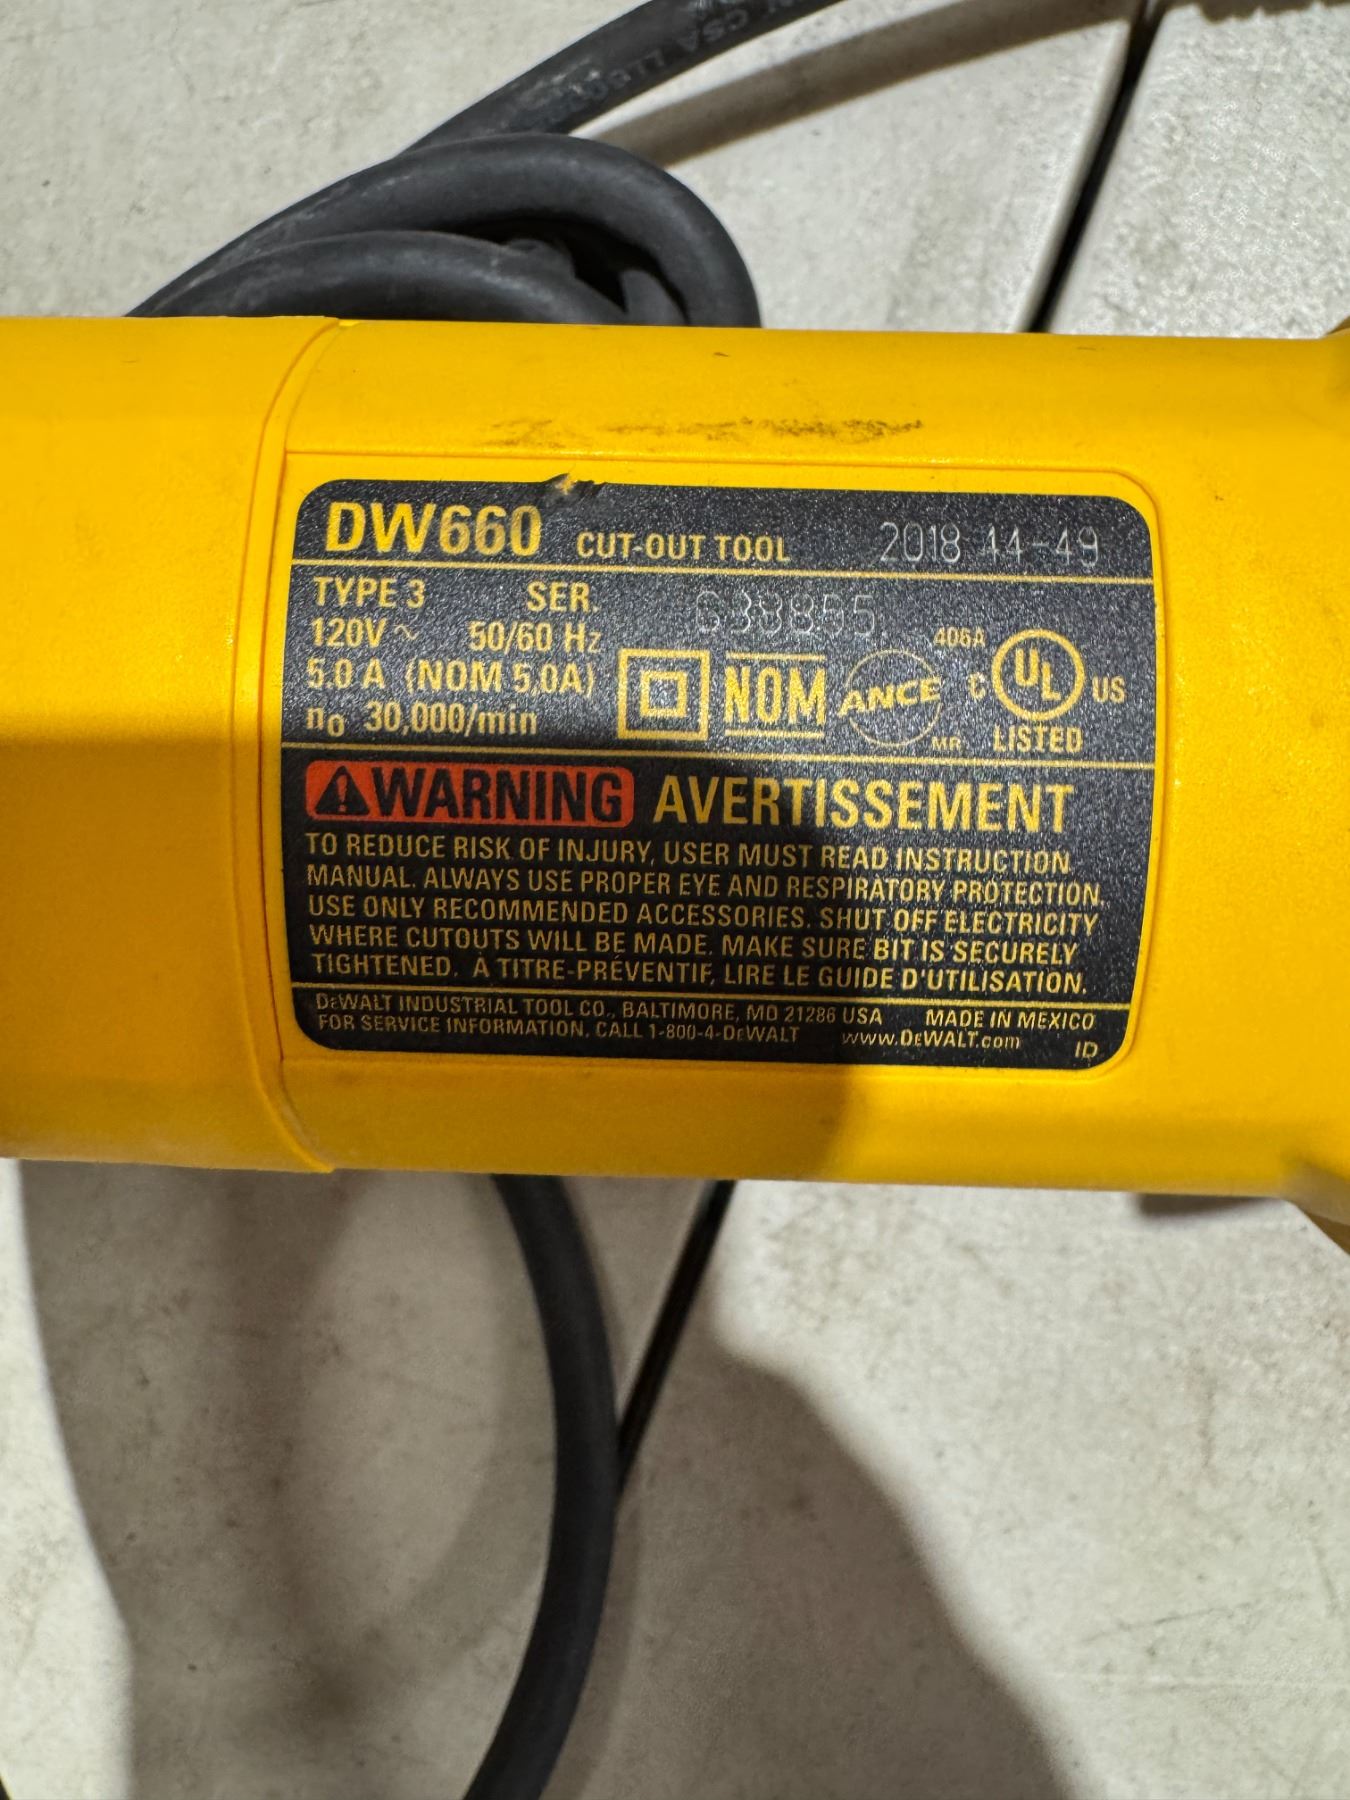 CSA LL
DW660 CUT-OUT TOOL 2018 44-49
TYPE 3 SER. 638855
120V ~ 50/60 Hz
5.0 A (NOM 5,0A)
n₀ 30,000/min
NOM
ANCE
MR
406A
C UL US
LISTED
WARNING AVERTISSEMENT
TO REDUCE RISK OF INJURY, USER MUST READ INSTRUCTION
MANUAL. ALWAYS USE PROPER EYE AND RESPIRATORY PROTECTION.
USE ONLY RECOMMENDED ACCESSORIES. SHUT OFF ELECTRICITY
WHERE CUTOUTS WILL BE MADE. MAKE SURE BIT IS SECURELY
TIGHTENED. À TITRE-PRÉVENTIF, LIRE LE GUIDE D'UTILISATION.
DEWALT INDUSTRIAL TOOL CO., BALTIMORE, MD 21286 USA MADE IN MEXICO
FOR SERVICE INFORMATION, CALL 1-800-4-DEWALT www.DEWALT.com ID